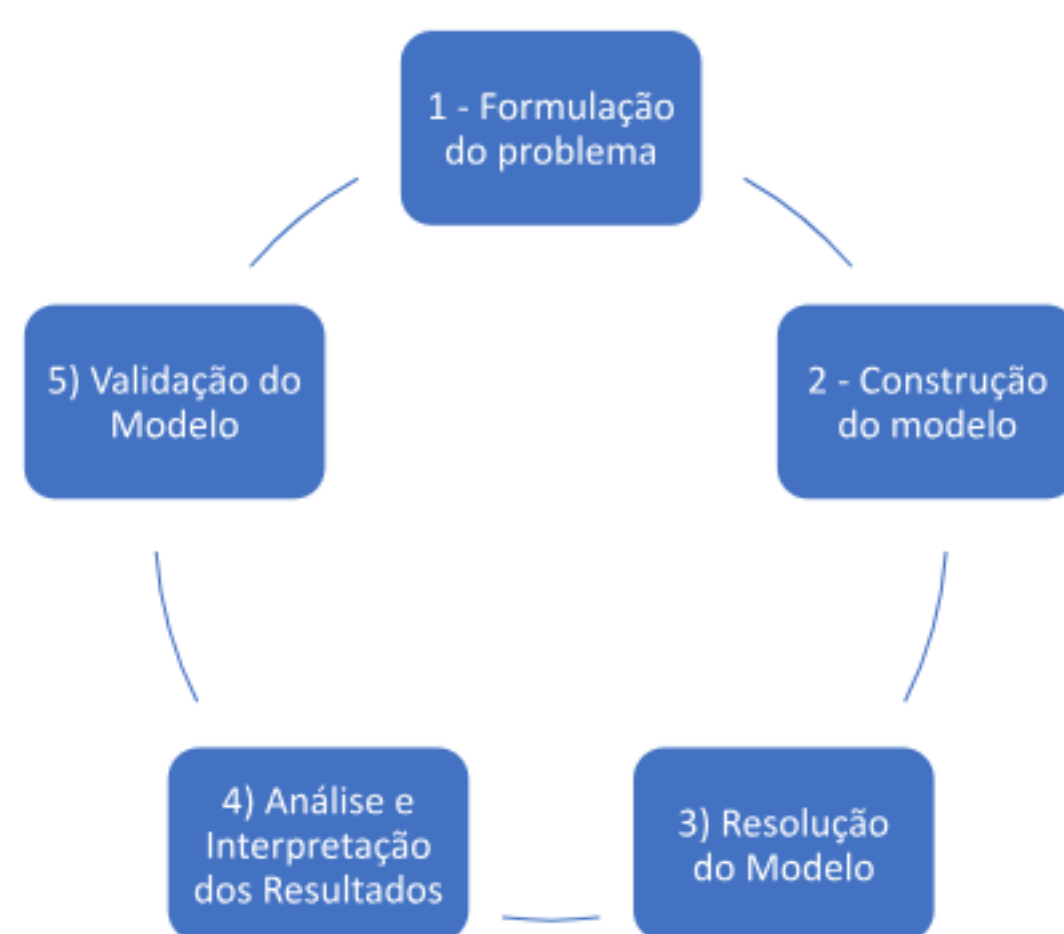 1 - Formulação
do problema
2 - Construção
do modelo
3) Resolução
do Modelo
4) Análise e
Interpretação
dos Resultados
5) Validação do
Modelo